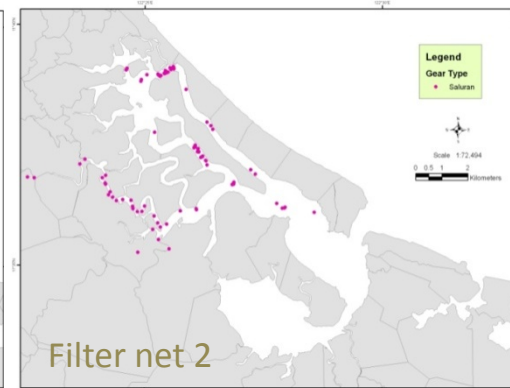 Legend
Gear Type
Saluran
Scale 1:72,494
0 0.5 1 2
Kilometers
Filter net 2